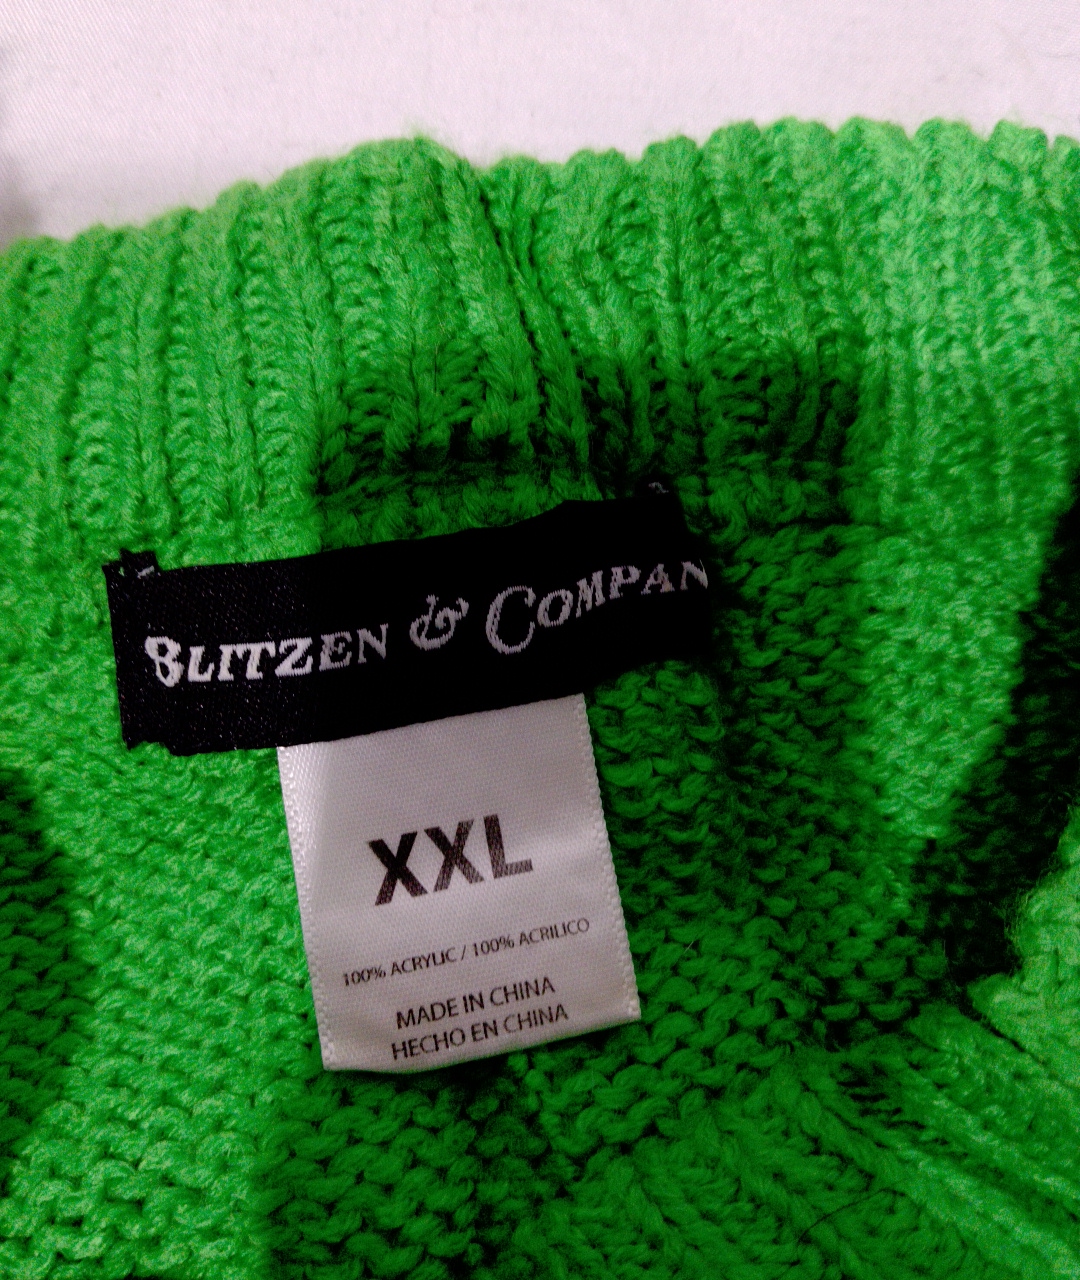 BLITZEN & COMPAN
XXL
100% ACRYLIC / 100% ACRILICO
MADE IN CHINA
HECHO EN CHINA